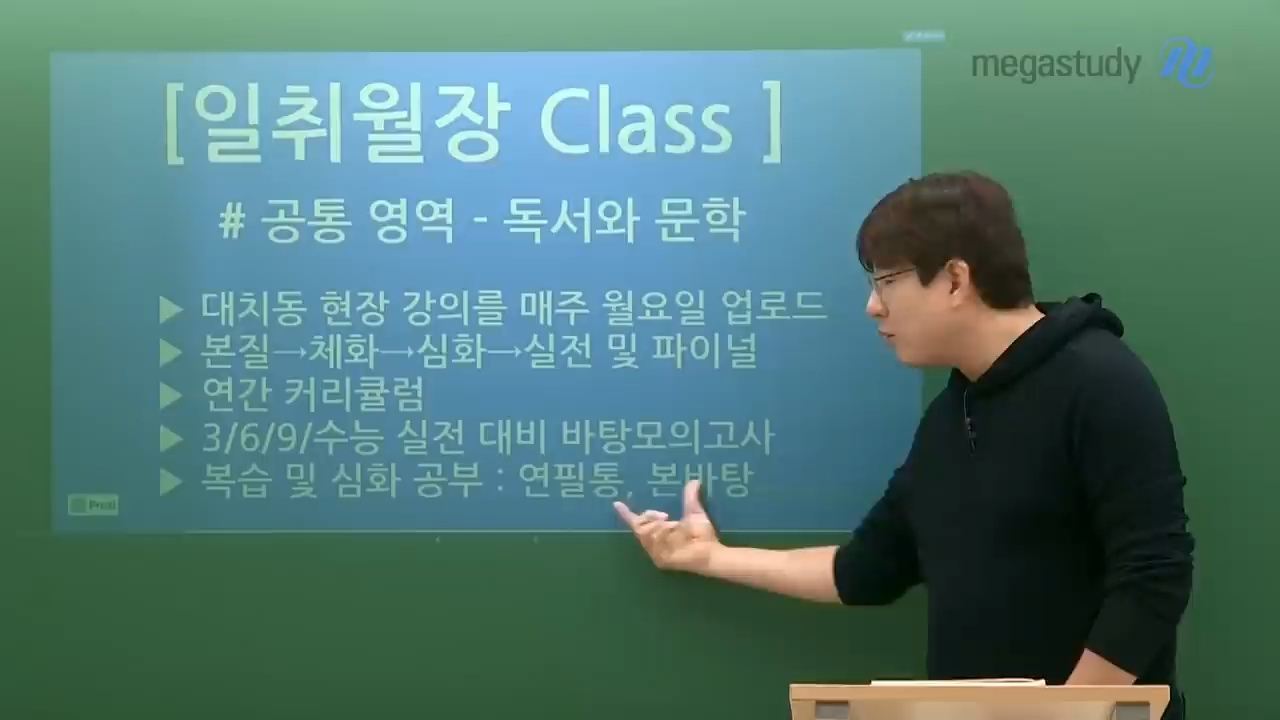 megastudy
[일취월장 Class ]
# 공통 영역 - 독서와 문학
▶ 대치동 현장 강의를 매주 월요일 업로드
▶ 본질→체화→심화→실전 및 파이널
▶ 연간 커리큘럼
▶ 3/6/9/수능 실전 대비 바탕모의고사
▶ 복습 및 심화 공부 : 연필통, 본바탕
Prezi